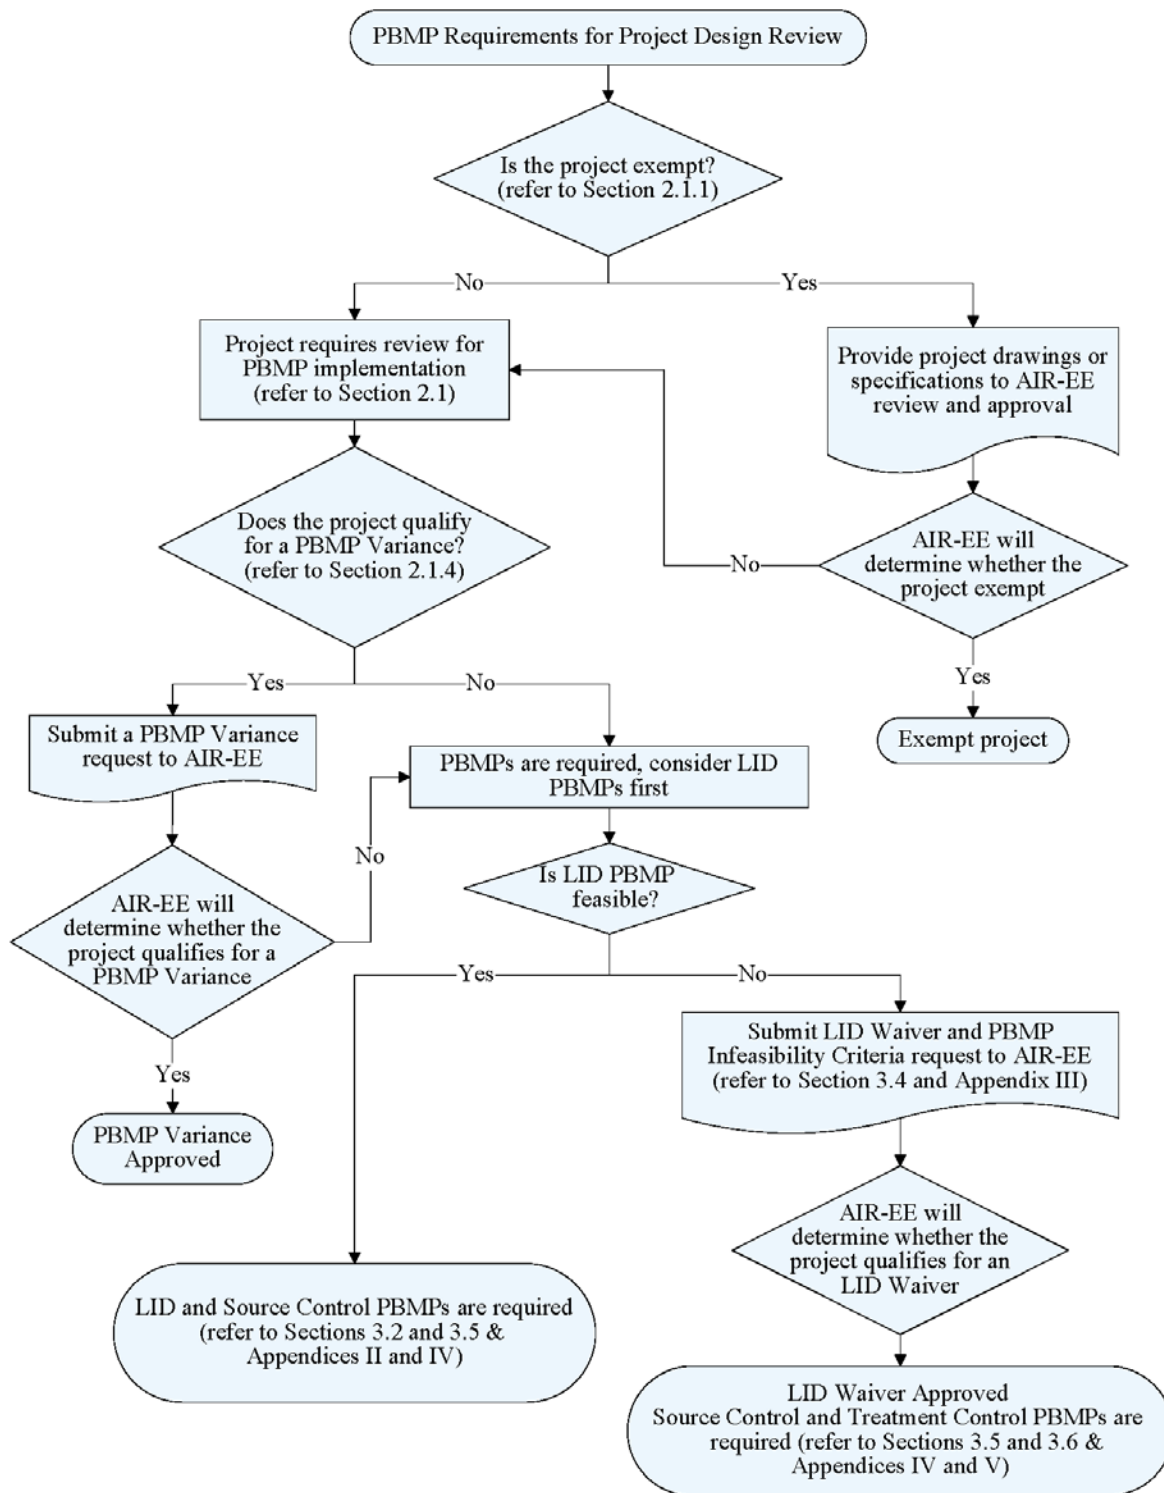 PBMP Requirements for Project Design Review
Is the project exempt?
(refer to Section 2.1.1)
No
Yes
Project requires review for
PBMP implementation
(refer to Section 2.1)
Provide project drawings or
specifications to AIR-EE
review and approval
Does the project qualify
for a PBMP Variance?
(refer to Section 2.1.4)
No
AIR-EE will
determine whether the
project exempt
Yes
No
Yes
Exempt project
Submit a PBMP Variance
request to AIR-EE
PBMPs are required, consider LID
PBMPs first
No
Is LID PBMP
feasible?
AIR-EE will
determine whether the
project qualifies for a
PBMP Variance
Yes
No
Yes
PBMP Variance
Approved
Submit LID Waiver and PBMP
Infeasibility Criteria request to AIR-EE
(refer to Section 3.4 and Appendix III)
AIR-EE will
determine whether the
project qualifies for an
LID Waiver
LID and Source Control PBMPs are required
(refer to Sections 3.2 and 3.5 &
Appendices II and IV)
LID Waiver Approved
Source Control and Treatment Control PBMPs are
required (refer to Sections 3.5 and 3.6 &
Appendices IV and V)